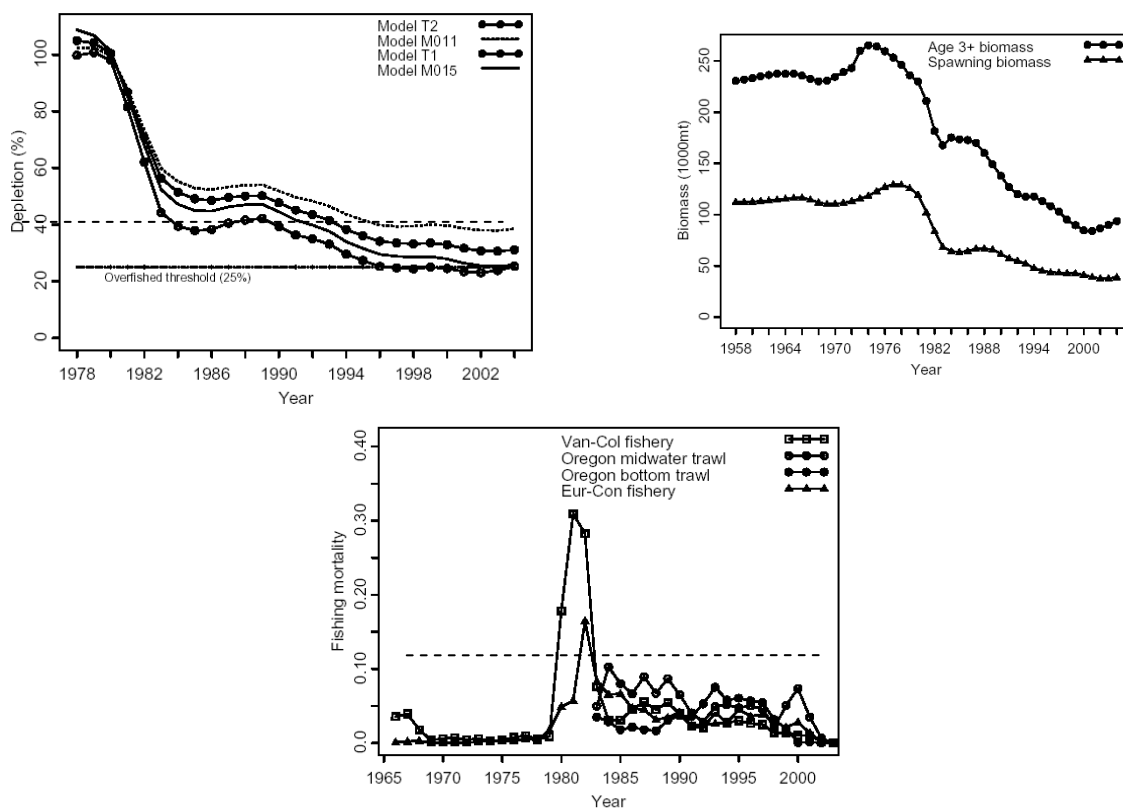 Model T2
Model M011
Model T1
Model M015
Depletion (%)
100
80
60
40
20
0
Overfished threshold (25%)
1978 1982 1986 1990 1994 1998 2002
Year
Age 3+ biomass
Spawning biomass
Biomass (1000mt)
250
200
150
100
50
0
1958 1964 1970 1976 1982 1988 1994 2000
Year
Van-Col fishery
Oregon midwater trawl
Oregon bottom trawl
Eur-Con fishery
Fishing mortality
0.40
0.30
0.20
0.10
0.0
1965 1970 1975 1980 1985 1990 1995 2000
Year